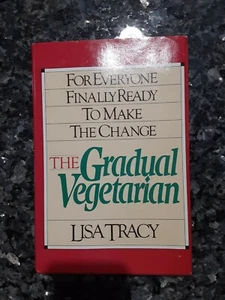 FOR EVERYONE
FINALLY READY
TO MAKE
THE CHANGE
THE Gradual
Vegetarian
LISA TRACY